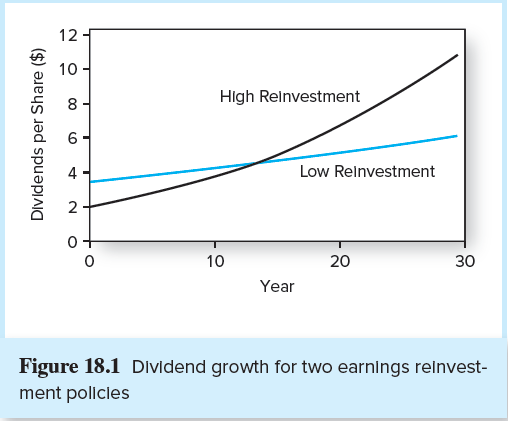 Dividends per Share ($)
12
10
8
6
4
2
0
High Reinvestment
Low Reinvestment
0 10 20 30
Year
Figure 18.1 Dividend growth for two earnings reinvest-
ment policies